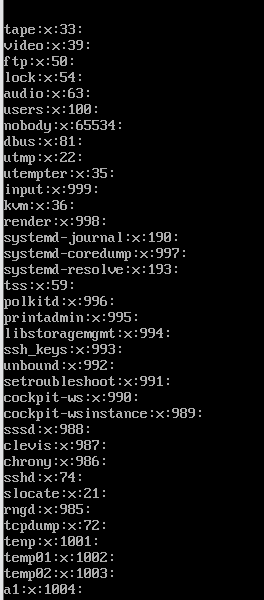 tape:x:33:
video:x:39:
ftp:x:50:
lock:x:54:
audio:x:63:
users:x:100:
nobody:x:65534:
dbus:x:81:
utmp:x:22:
utempter:x:35:
input:x:999:
kvm:x:36:
render:x:998:
systemd-journal:x:190:
systemd-coredump:x:997:
systemd-resolve:x:193:
tss:x:59:
polkitd:x:996:
printadmin:x:995:
libstoragemgmt:x:994:
ssh_keys:x:993:
unbound:x:992:
setroubleshoot:x:991:
cockpit-ws:x:990:
cockpit-wsinstance:x:989:
sssd:x:988:
clevis:x:987:
chrony:x:986:
sshd:x:74:
slocate:x:21:
rngd:x:985:
tcpdump:x:72:
tenp:x:1001:
temp01:x:1002:
temp02:x:1003:
a1:x:1004: